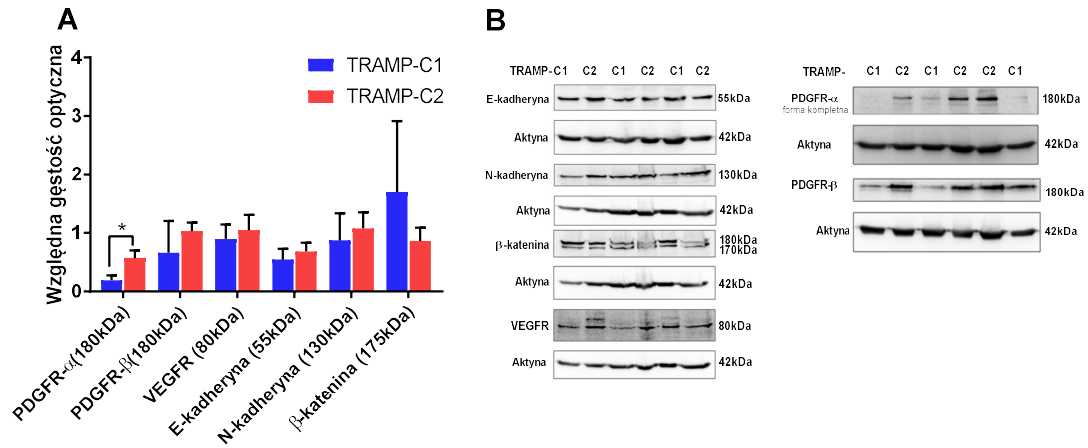 A
Względna gęstość optyczna
4
3
2
1
0
TRAMP-C1
TRAMP-C2
*
PDGFR-α(180kDa)
PDGFR-β(180kDa)
VEGFR (80kDa)
E-kadheryna (55kDa)
N-kadheryna (130kDa)
β-katenina (175kDa)
B
TRAMP- C1 C2 C1 C2 C1 C2
E-kadheryna 55kDa
Aktyna 42kDa
N-kadheryna 130kDa
Aktyna 42kDa
β-katenina 180kDa
170kDa
Aktyna 42kDa
VEGFR 80kDa
Aktyna 42kDa
TRAMP- C1 C2 C1 C2 C2 C1
PDGFR-α 180kDa
forma kompletna
Aktyna 42kDa
PDGFR-β 180kDa
Aktyna 42kDa